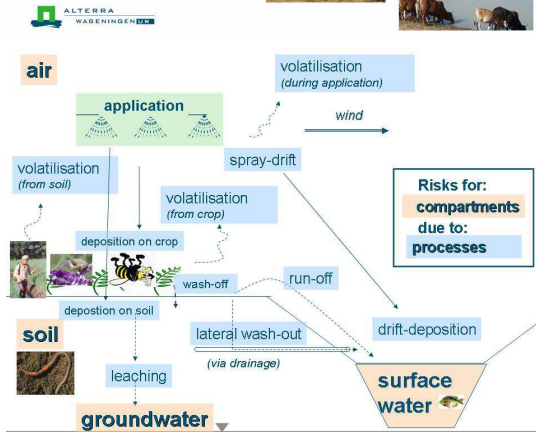 ALTERRA
WAGENINGEN UR
air
volatilisation
(during application)
application
wind
spray-drift
volatilisation
(from soil)
volatilisation
(from crop)
Risks for:
compartments
due to:
processes
deposition on crop
wash-off
run-off
depostion on soil
soil
lateral wash-out
(via drainage)
drift-deposition
leaching
surface
water
groundwater